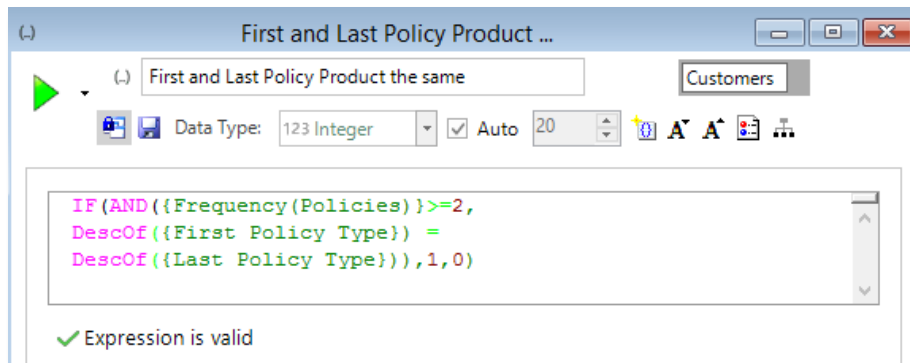 (..) First and Last Policy Product ...
(..) First and Last Policy Product the same Customers
Data Type: 123 Integer Auto 20
IF(AND({Frequency(Policies)}>=2,
DescOf({First Policy Type}) =
DescOf({Last Policy Type})),1,0)
Expression is valid